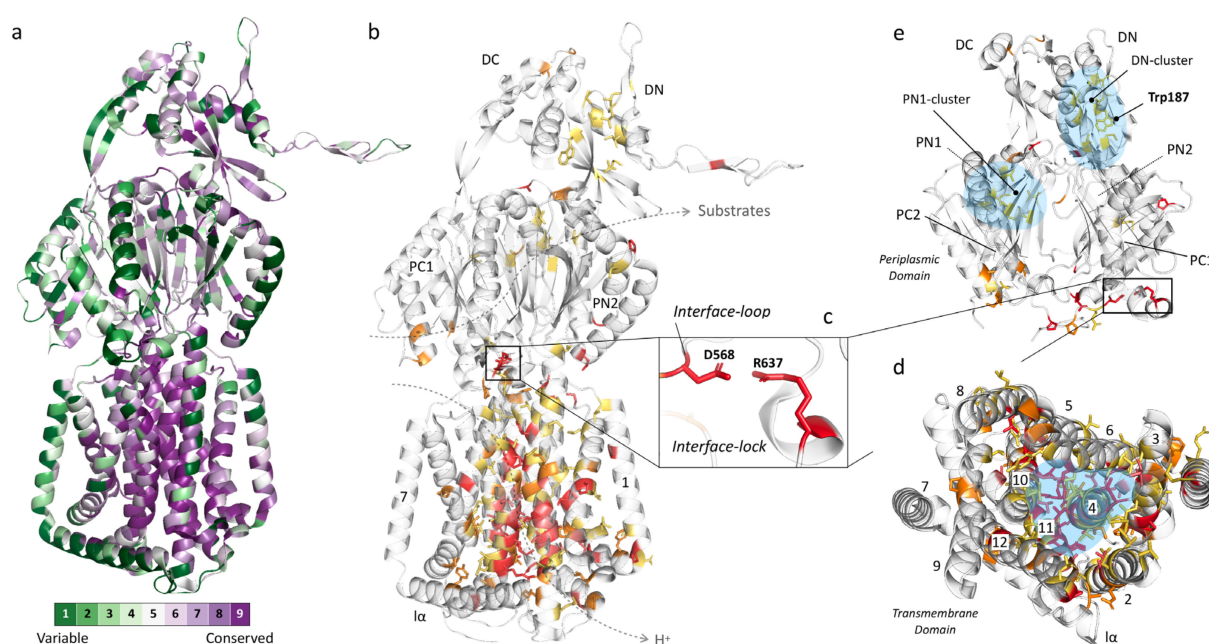 a
1 2 3 4 5 6 7 8 9
Variable Conserved
b
DC
DN
Substrates
PC1
PN2
7
1
Iα
H⁺
c
Interface-loop
D568
R637
Interface-lock
e
DC
DN
DN-cluster
Trp187
PN1-cluster
PN1
PN2
PC2
PC1
Periplasmic
Domain
d
8
5
6
3
7
10
4
11
12
9
2
Transmembrane
Domain
Iα